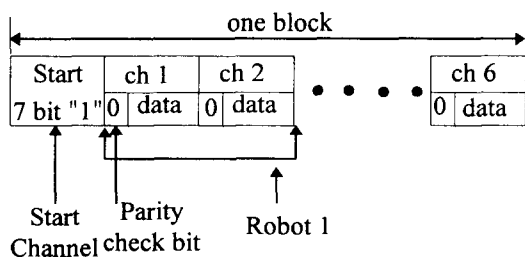 one block
Start ch 1 ch 2 ch 6
7 bit "1" 0 data 0 data 0 data
Start Channel
Parity check bit
Robot 1